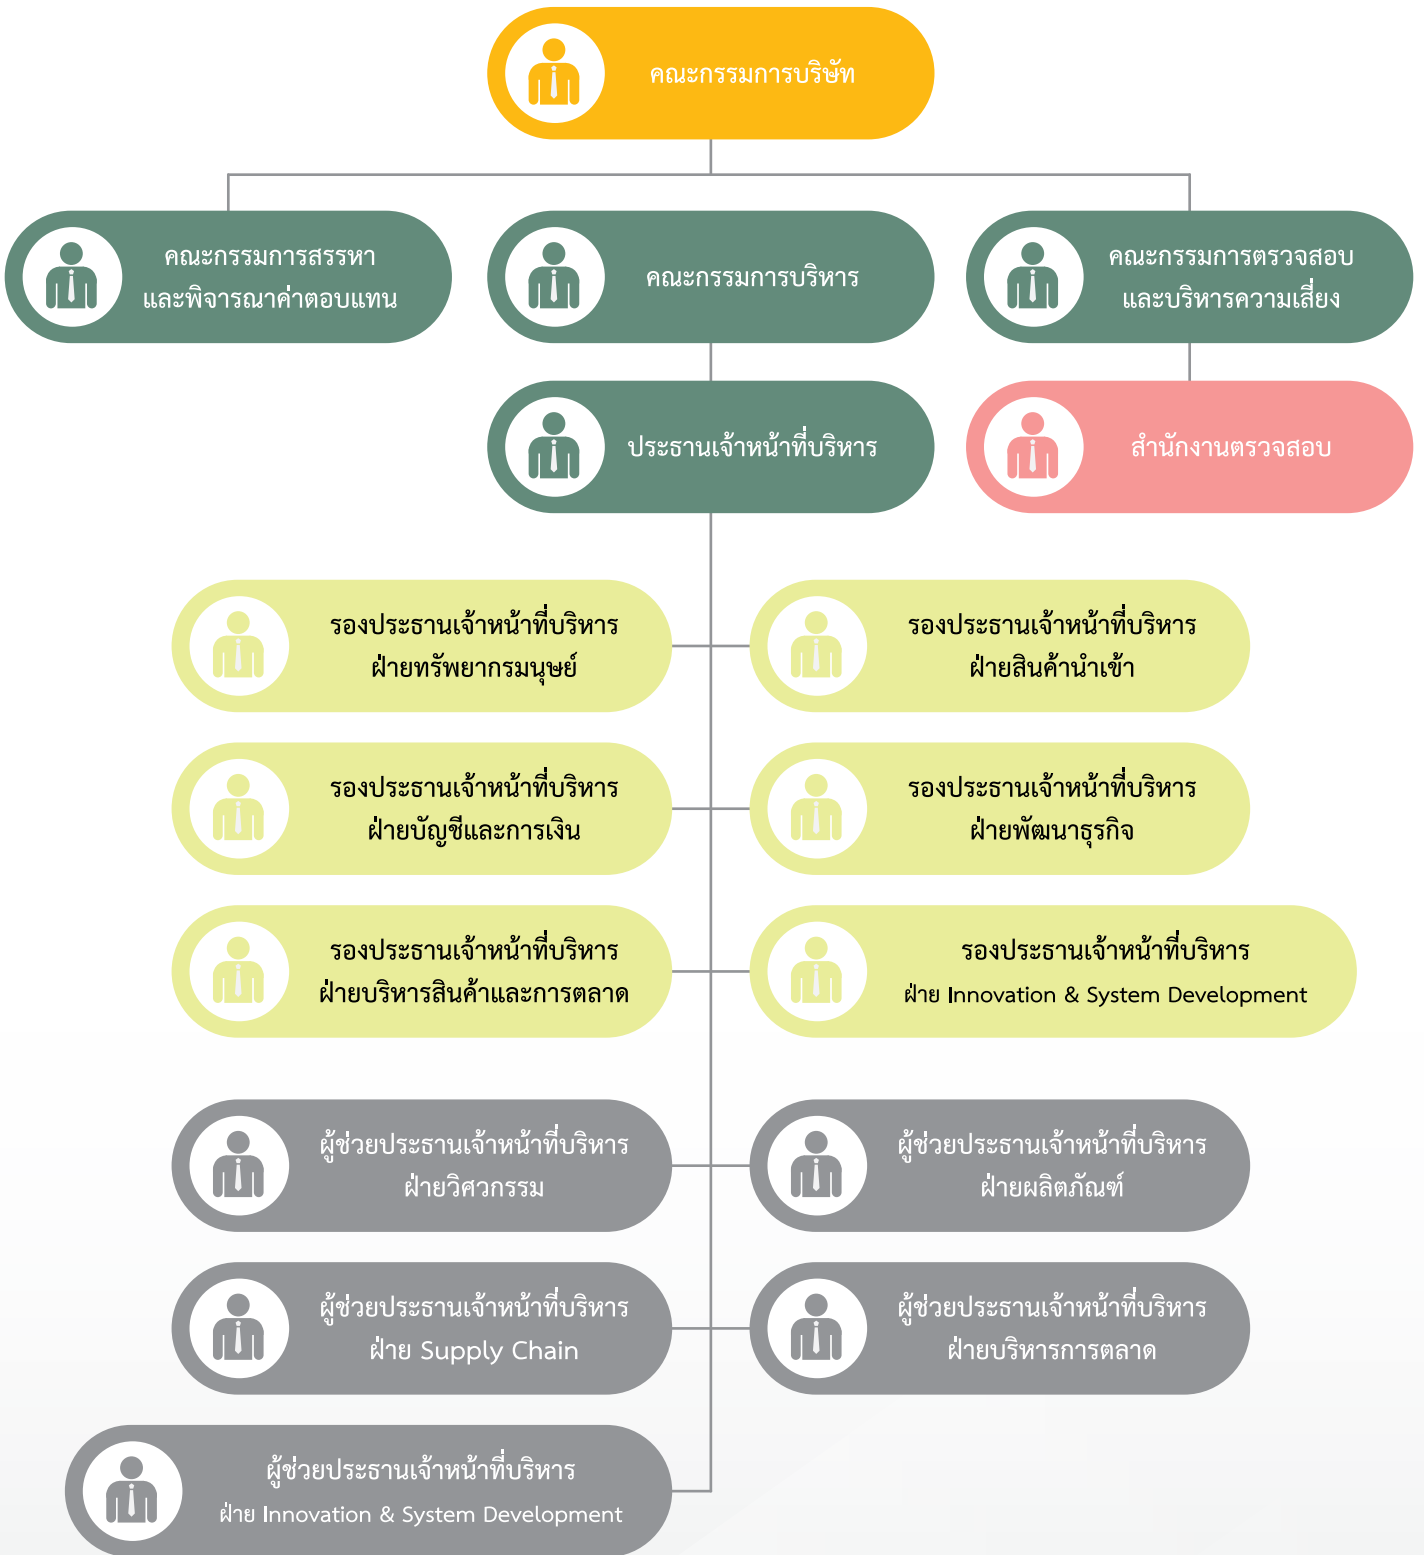 คณะกรรมการบริษัท
คณะกรรมการสรรหา
และพิจารณาค่าตอบแทน
คณะกรรมการบริหาร
คณะกรรมการตรวจสอบ
และบริหารความเสี่ยง
ประธานเจ้าหน้าที่บริหาร
สำนักงานตรวจสอบ
รองประธานเจ้าหน้าที่บริหาร
ฝ่ายทรัพยากรมนุษย์
รองประธานเจ้าหน้าที่บริหาร
ฝ่ายสินค้านำเข้า
รองประธานเจ้าหน้าที่บริหาร
ฝ่ายบัญชีและการเงิน
รองประธานเจ้าหน้าที่บริหาร
ฝ่ายพัฒนาธุรกิจ
รองประธานเจ้าหน้าที่บริหาร
ฝ่ายบริหารสินค้าและการตลาด
รองประธานเจ้าหน้าที่บริหาร
ฝ่าย Innovation & System Development
ผู้ช่วยประธานเจ้าหน้าที่บริหาร
ฝ่ายวิศวกรรม
ผู้ช่วยประธานเจ้าหน้าที่บริหาร
ฝ่ายผลิตภัณฑ์
ผู้ช่วยประธานเจ้าหน้าที่บริหาร
ฝ่าย Supply Chain
ผู้ช่วยประธานเจ้าหน้าที่บริหาร
ฝ่ายบริหารการตลาด
ผู้ช่วยประธานเจ้าหน้าที่บริหาร
ฝ่าย Innovation & System Development